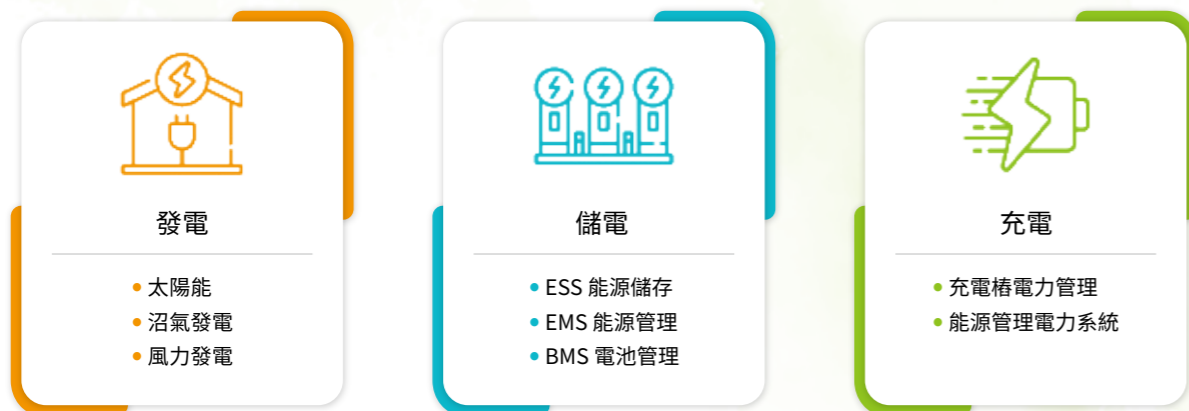 發電
• 太陽能
• 沼氣發電
• 風力發電
儲電
• ESS 能源儲存
• EMS 能源管理
• BMS 電池管理
充電
• 充電樁電力管理
• 能源管理電力系統